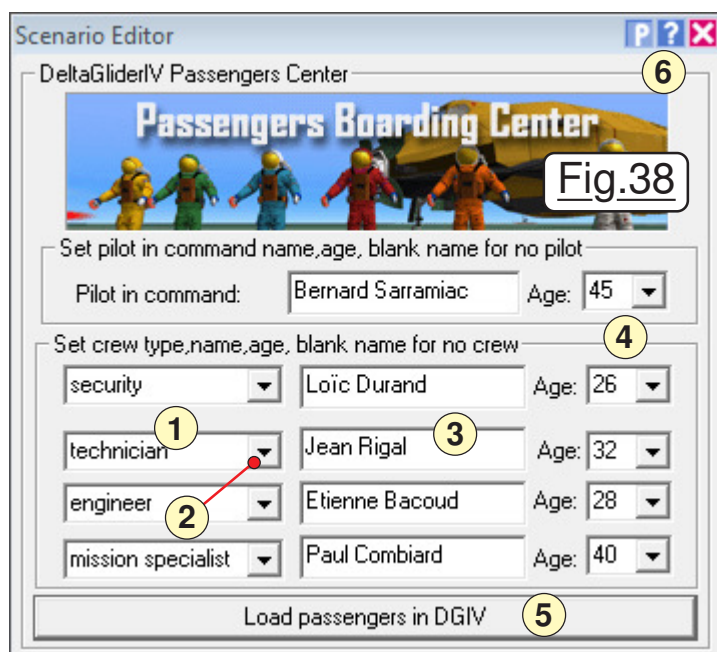 Scenario Editor P ? X
DeltaGliderIV Passengers Center 6
Passengers Boarding Center
Fig.38
Set pilot in command name,age, blank name for no pilot
Pilot in command: Bernard Sarramiac Age: 45
4
Set crew type,name,age, blank name for no crew
security Loïc Durand Age: 26
1 3
technician Jean Rigal Age: 32
2
engineer Etienne Bacoud Age: 28
mission specialist Paul Combiard Age: 40
Load passengers in DGIV 5